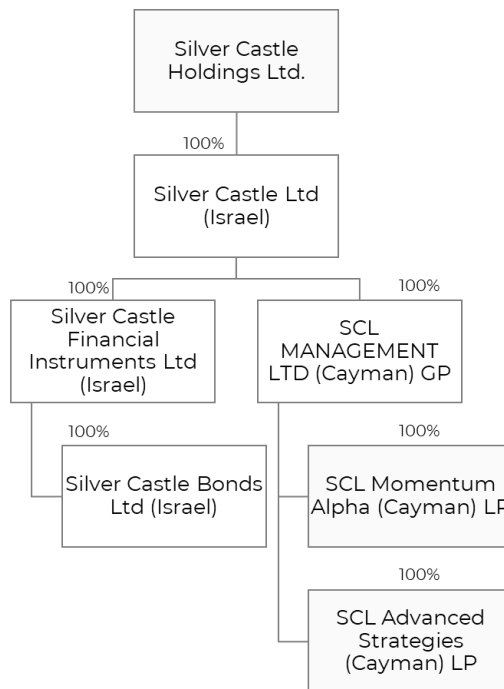 Silver Castle
Holdings Ltd.
100%
Silver Castle Ltd
(Israel)
100%
100%
Silver Castle
Financial
Instruments Ltd
(Israel)
SCL
MANAGEMENT
LTD (Cayman) GP
100%
100%
Silver Castle Bonds
Ltd (Israel)
SCL Momentum
Alpha (Cayman) LP
100%
SCL Advanced
Strategies
(Cayman) LP